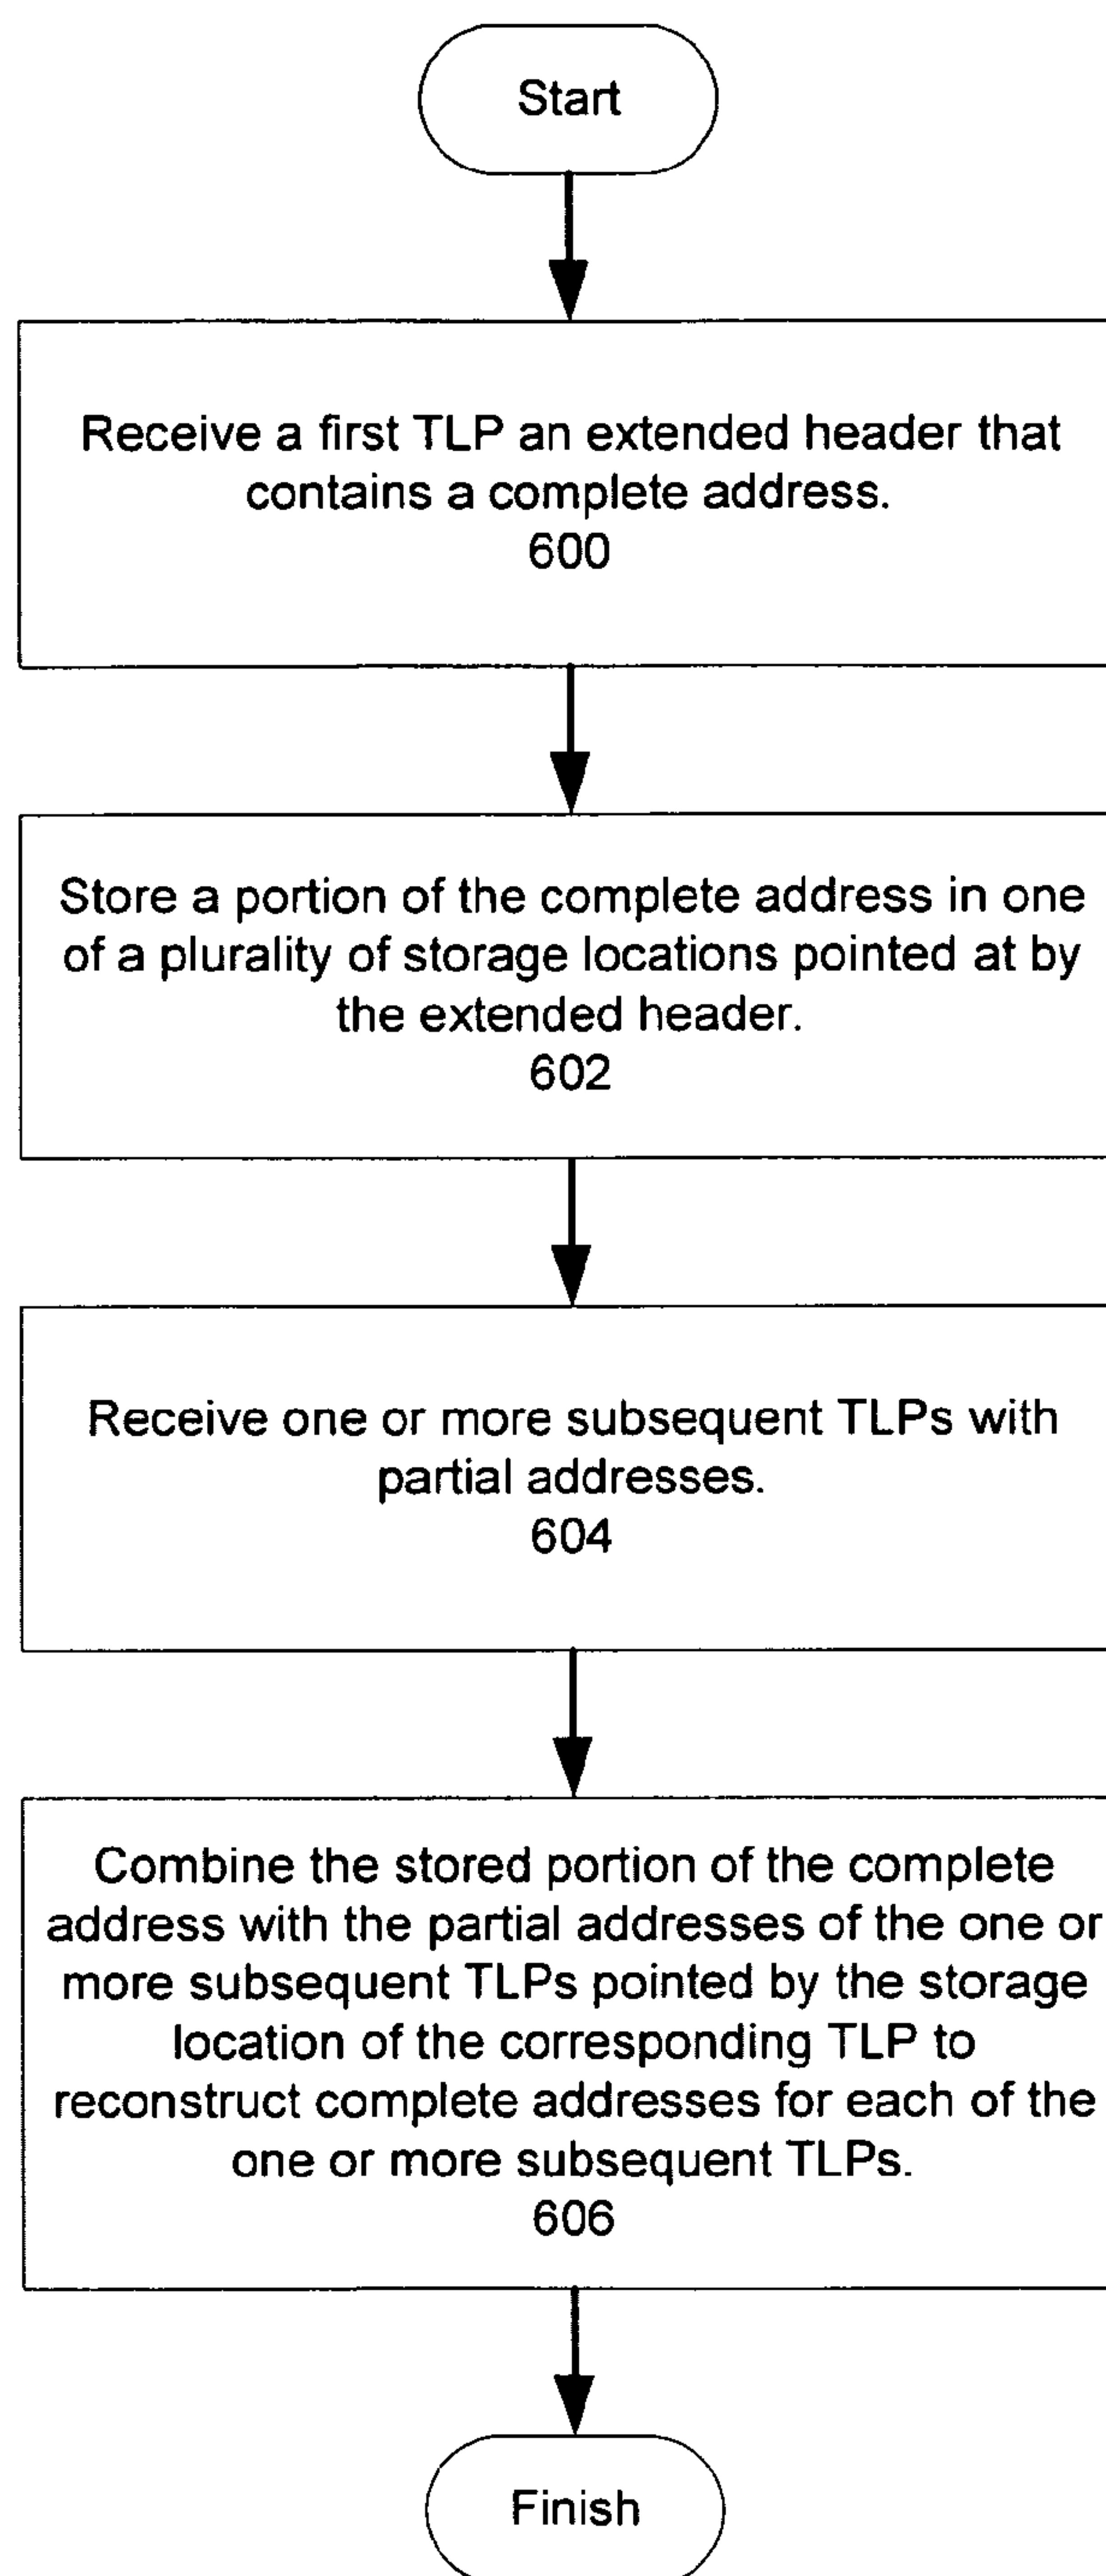 Start
Receive a first TLP an extended header that
contains a complete address.
600
Store a portion of the complete address in one
of a plurality of storage locations pointed at by
the extended header.
602
Receive one or more subsequent TLPs with
partial addresses.
604
Combine the stored portion of the complete
address with the partial addresses of the one or
more subsequent TLPs pointed by the storage
location of the corresponding TLP to
reconstruct complete addresses for each of the
one or more subsequent TLPs.
606
Finish